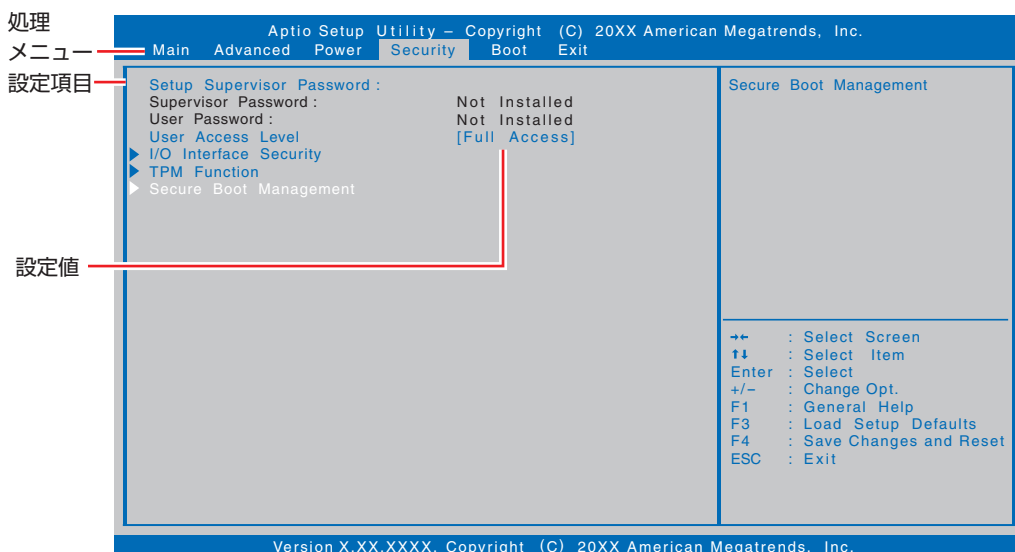 処理
メニュー
設定項目
設定値
Aptio Setup Utility – Copyright (C) 20XX American Megatrends, Inc.
Main Advanced Power Security Boot Exit
Setup Supervisor Password :
Supervisor Password : Not Installed
User Password : Not Installed
User Access Level [Full Access]
I/O Interface Security
TPM Function
Secure Boot Management
Secure Boot Management
→← : Select Screen
↑↓ : Select Item
Enter : Select
+/– : Change Opt.
F1 : General Help
F3 : Load Setup Defaults
F4 : Save Changes and Reset
ESC : Exit
Version X.XX.XXXX. Copyright (C) 20XX American Megatrends, Inc.